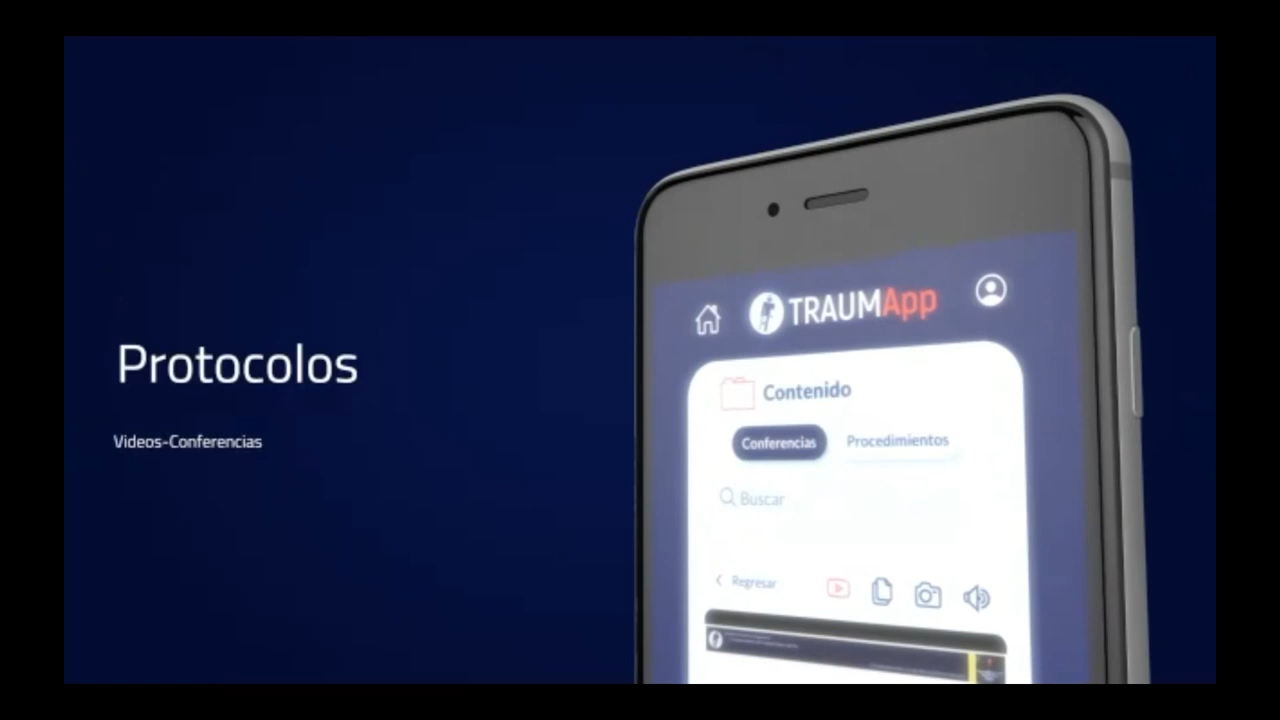 Protocolos
Videos-Conferencias
TRAUMApp
Contenido
Conferencias
Procedimientos
Buscar
Regresar